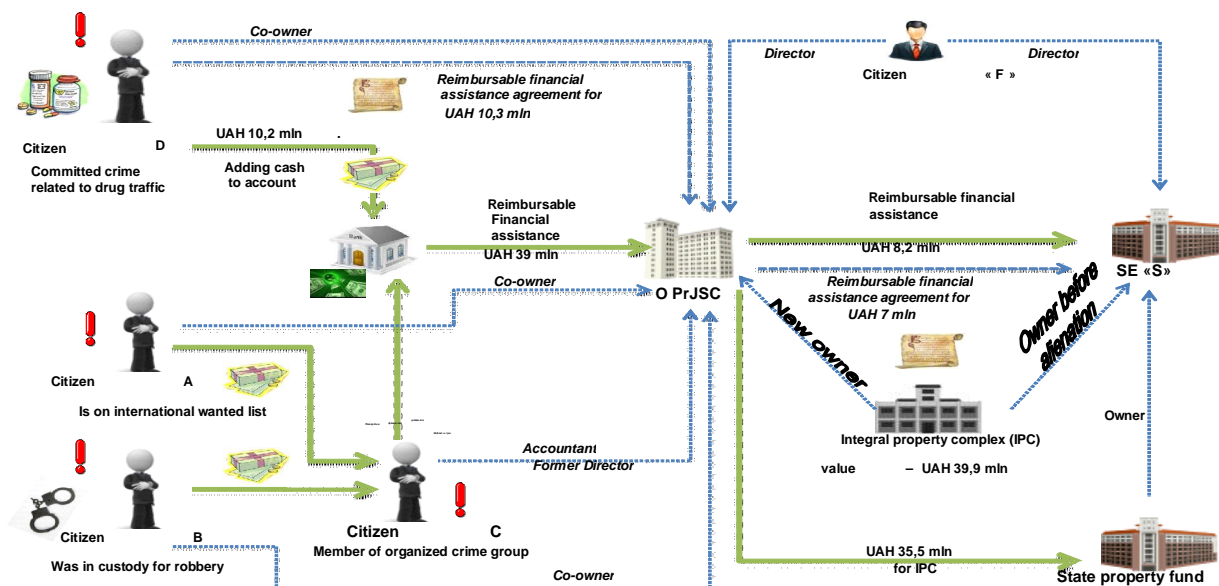 Co-owner
Director
Director
Citizen « F »
Reimbursable financial
assistance agreement for
UAH 10,3 mln
UAH 10,2 mln .
Citizen D
Committed crime
related to drug traffic
Adding cash
to account
Bank
Reimbursable
Financial
assistance
UAH 39 mln
Reimbursable financial
assistance
UAH 8,2 mln
SE «S»
O PrJSC
Co-owner
Reimbursable financial
assistance agreement for
UAH 7 mln
New owner
Owner before
alienation
Citizen A
Is on international wanted list
Owner
Integral property complex (IPC)
value – UAH 39,9 mln
Accountant
Former Director
Citizen B
Was in custody for robbery
Citizen C
Member of organized crime group
Co-owner
UAH 35,5 mln
for IPC
State property fund